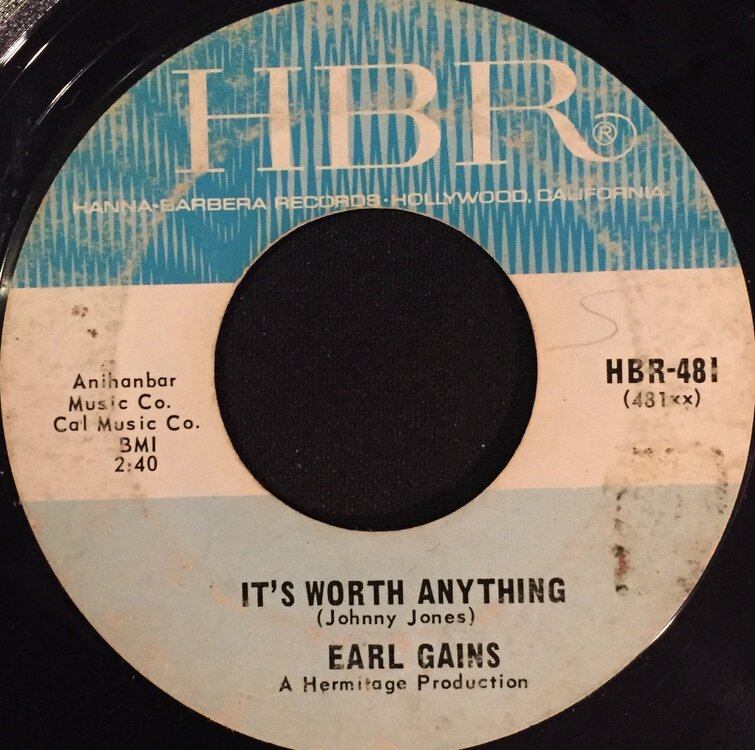 HBR®
HANNA-BARBERA RECORDS · HOLLYWOOD, CALIFORNIA
Anihanbar
Music Co.
Cal Music Co.
BMI
2:40
HBR-481
(481xx)
IT'S WORTH ANYTHING
(Johnny Jones)
EARL GAINS
A Hermitage Production